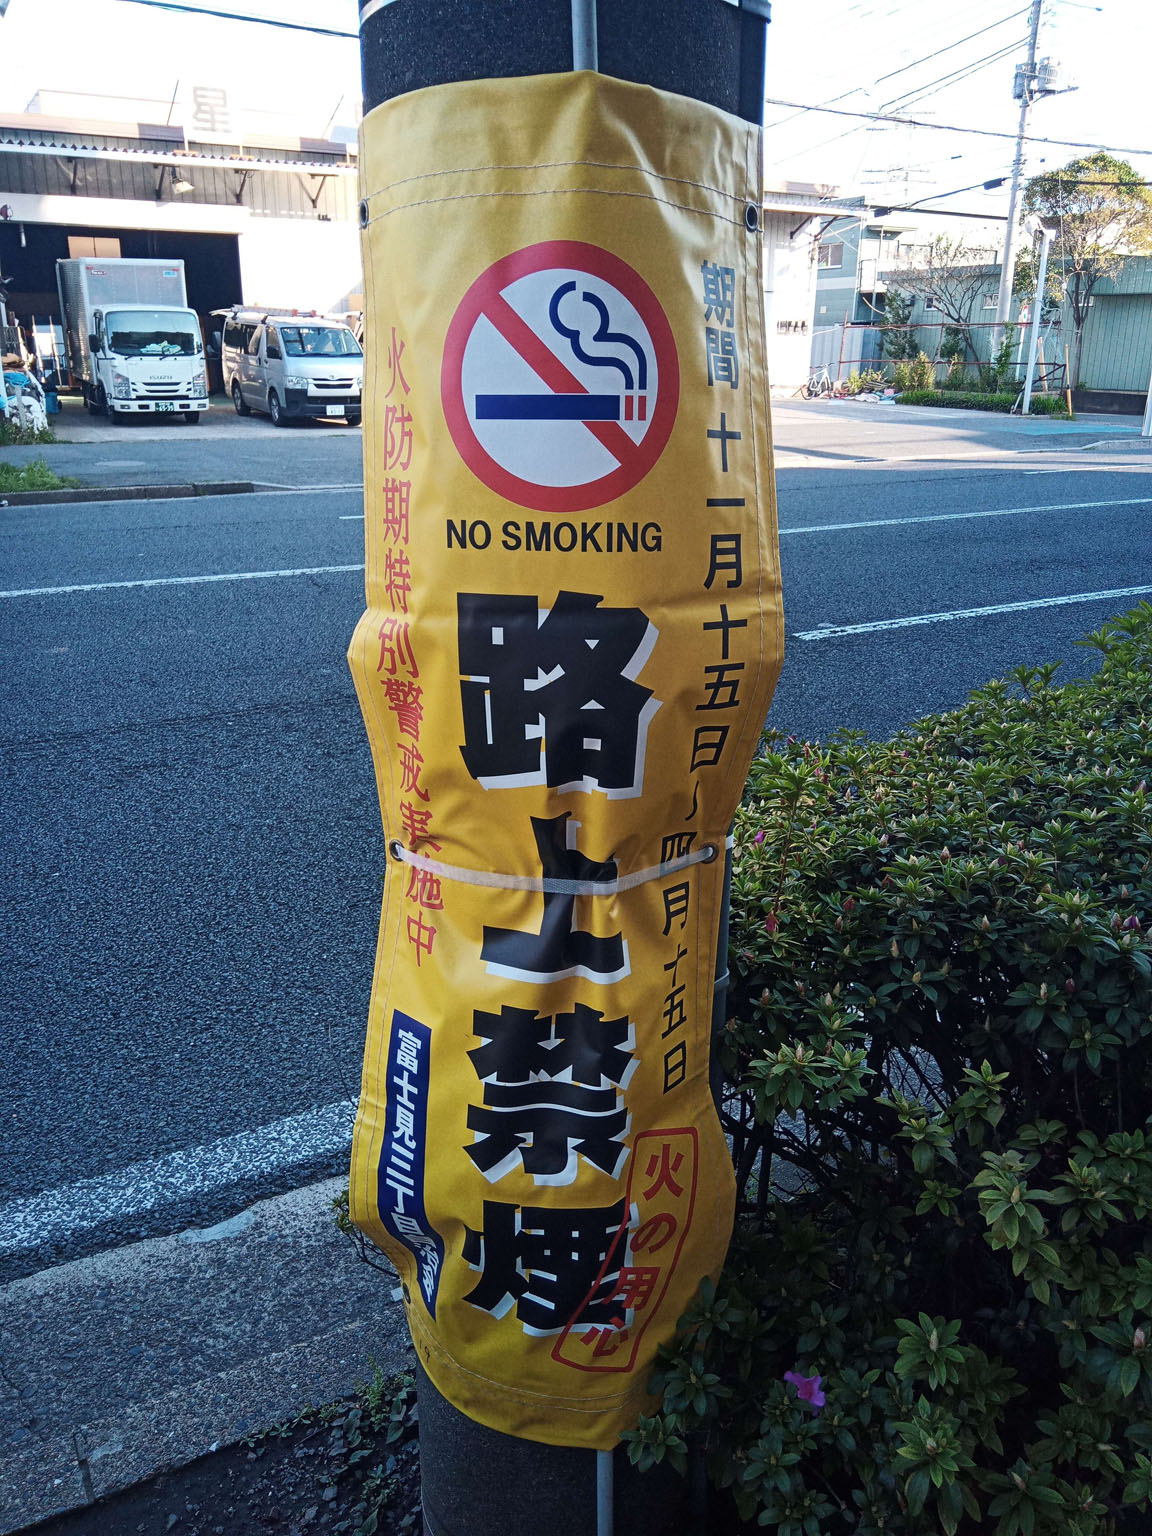 星
NO SMOKING
期間 十一月十五日~四月十五日
路上禁煙
火防期特別警戒実施中
火の用心
富士見三丁目
ISUZU